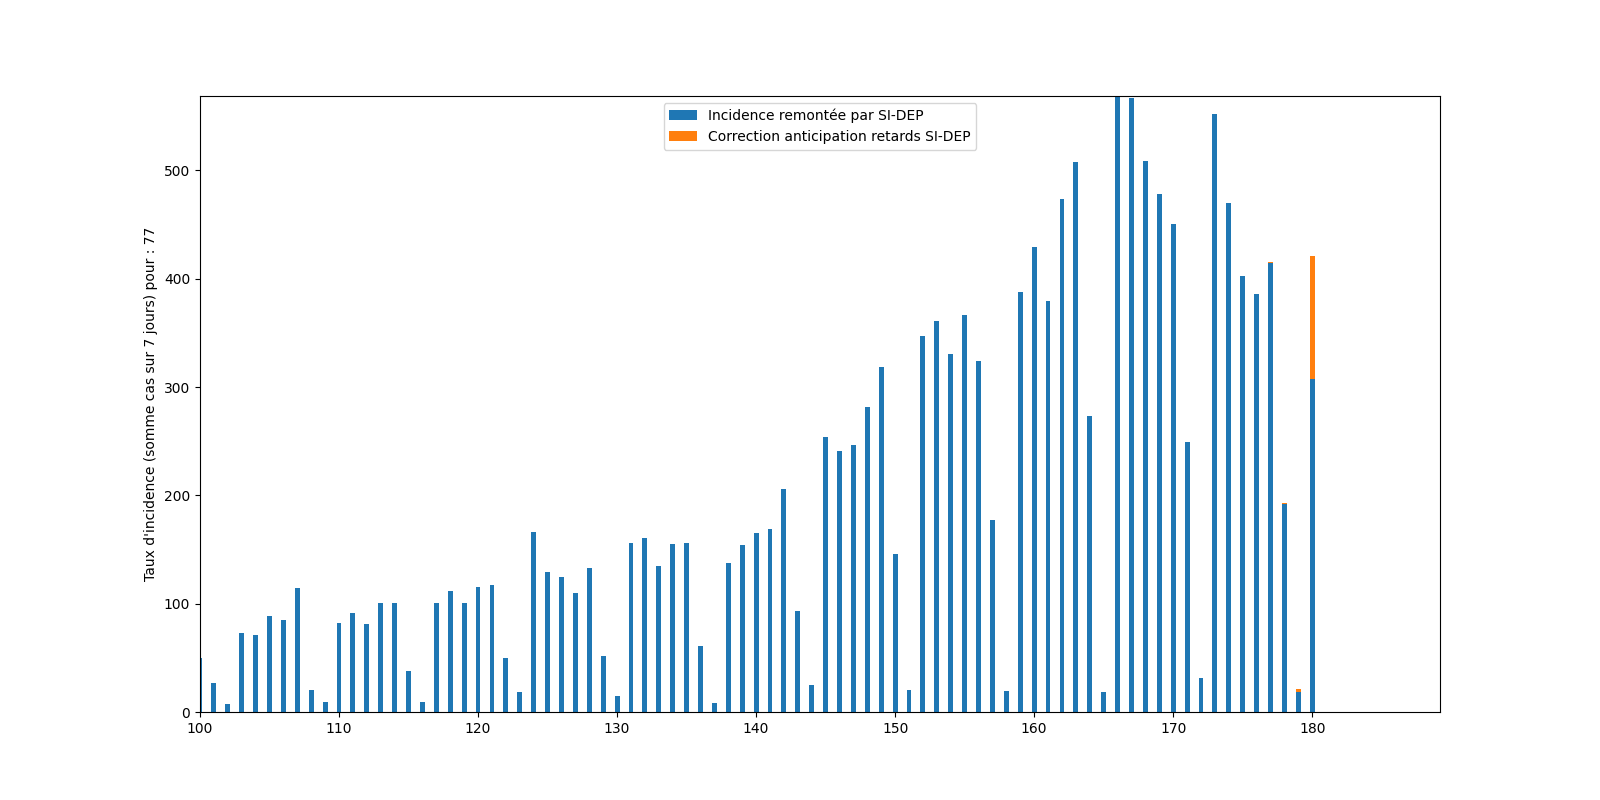 Incidence remontée par SI-DEP
Correction anticipation retards SI-DEP
Taux d'incidence (somme cas sur 7 jours) pour : 77
500
400
300
200
100
0
100 110 120 130 140 150 160 170 180